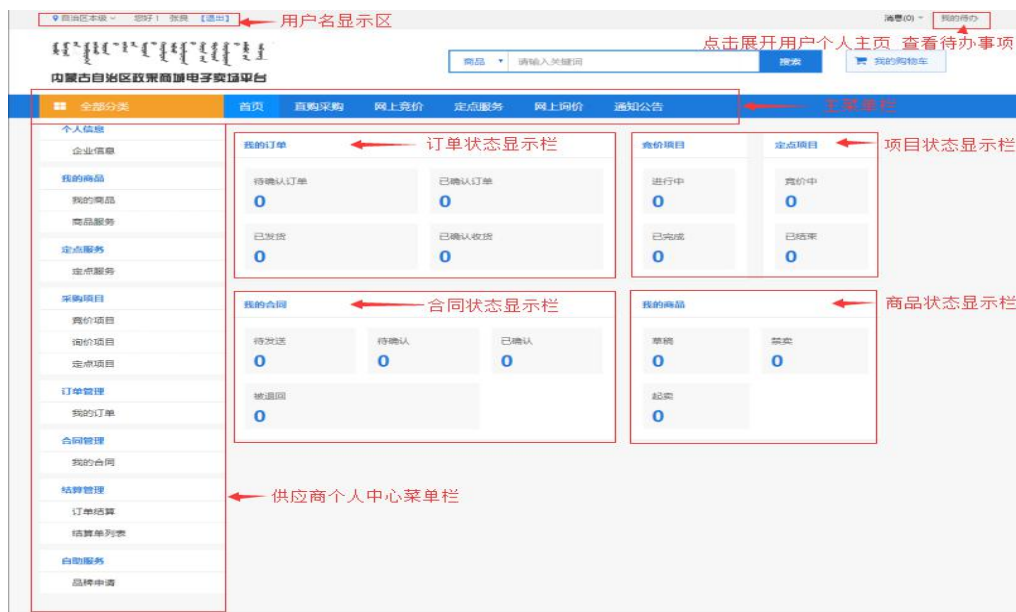 自治区本级 您好！ 张良 【退出】 用户名显示区 消息(0) 我的待办
点击展开用户个人主页 查看待办事项
内蒙古自治区政采商城电子卖场平台
商品 请输入关键词 搜索 我的购物车
全部分类 首页 直购采购 网上竞价 定点服务 网上询价 通知公告 主菜单栏
个人信息
企业信息
我的商品
我的商品
商品服务
定点服务
定点服务
采购项目
竞价项目
询价项目
定点项目
订单管理
我的订单
合同管理
我的合同
结算管理
订单结算
结算单列表
自助服务
品牌申请
供应商个人中心菜单栏
我的订单 订单状态显示栏
待确认订单 已确认订单
0 0
已发货 已确认收货
0 0
竞价项目 定点项目 项目状态显示栏
进行中 竞价中
0 0
已完成 已结束
0 0
我的合同 合同状态显示栏
待发送 待确认 已确认
0 0 0
被退回
0
我的商品 商品状态显示栏
草稿 禁卖
0 0
起卖
0